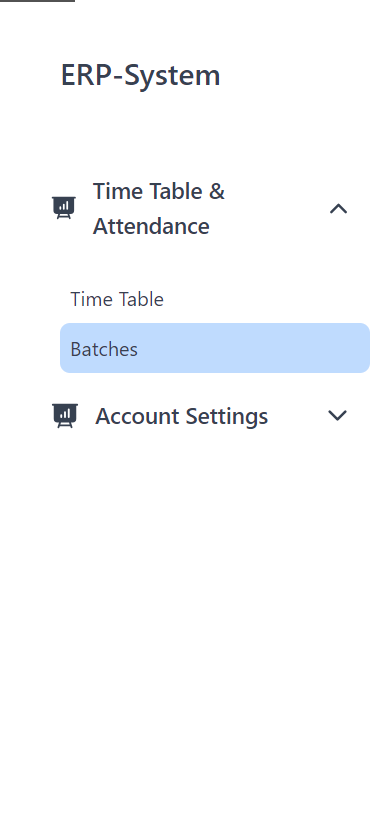 ERP-System
Time Table &
Attendance
Time Table
Batches
Account Settings